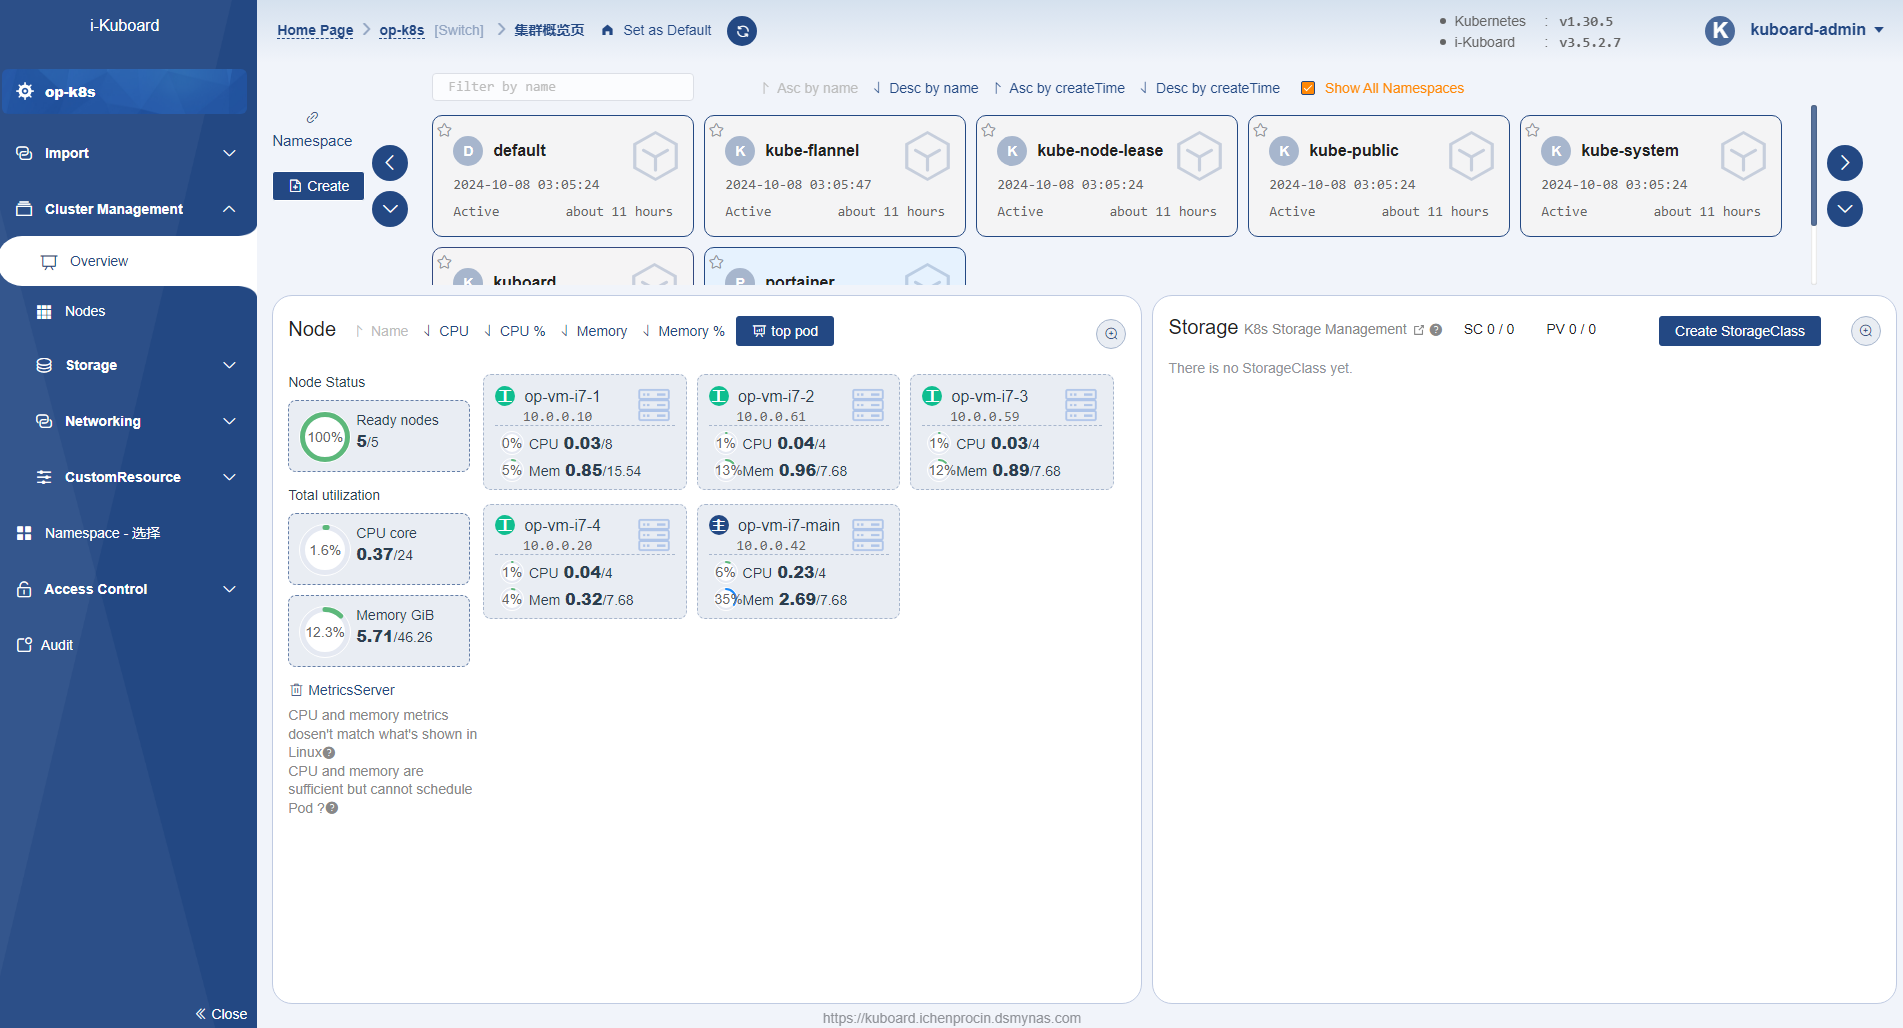 i-Kuboard
op-k8s
Import
Cluster Management
Overview
Nodes
Storage
Networking
CustomResource
Namespace - 选择
Access Control
Audit
Close
Home Page
op-k8s
[Switch]
集群概览页
Set as Default
Kubernetes : v1.30.5
i-Kuboard : v3.5.2.7
K
kuboard-admin
Namespace
Create
Filter by name
Asc by name
Desc by name
Asc by createTime
Desc by createTime
Show All Namespaces
D default
2024-10-08 03:05:24
Active about 11 hours
K kube-flannel
2024-10-08 03:05:47
Active about 11 hours
K kube-node-lease
2024-10-08 03:05:24
Active about 11 hours
K kube-public
2024-10-08 03:05:24
Active about 11 hours
K kube-system
2024-10-08 03:05:24
Active about 11 hours
K kuboard
P portainer
Node
Name
CPU
CPU %
Memory
Memory %
top pod
Node Status
100%
Ready nodes
5/5
Total utilization
1.6%
CPU core
0.37/24
12.3%
Memory GiB
5.71/46.26
MetricsServer
CPU and memory metrics
dosen't match what's shown in
Linux
CPU and memory are
sufficient but cannot schedule
Pod ?
工 op-vm-i7-1
10.0.0.10
0% CPU 0.03/8
5% Mem 0.85/15.54
工 op-vm-i7-2
10.0.0.61
1% CPU 0.04/4
13% Mem 0.96/7.68
工 op-vm-i7-3
10.0.0.59
1% CPU 0.03/4
12% Mem 0.89/7.68
工 op-vm-i7-4
10.0.0.20
1% CPU 0.04/4
4% Mem 0.32/7.68
主 op-vm-i7-main
10.0.0.42
6% CPU 0.23/4
35% Mem 2.69/7.68
Storage K8s Storage Management
SC 0 / 0
PV 0 / 0
Create StorageClass
There is no StorageClass yet.
https://kuboard.ichenprocin.dsmynas.com